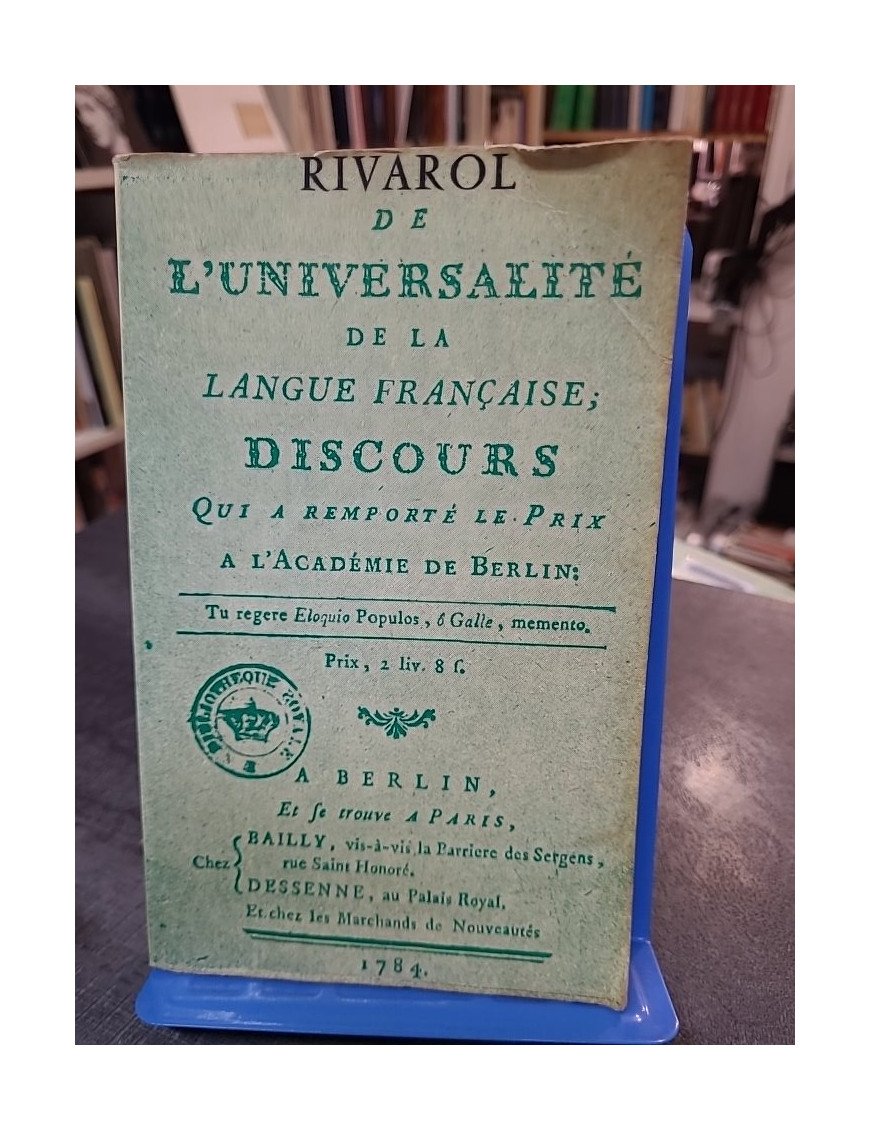 RIVAROL
DE
L'UNIVERSALITÉ
DE LA
LANGUE FRANÇAISE;
DISCOURS
QUI A REMPORTÉ LE PRIX
A L'ACADÉMIE DE BERLIN:
Tu regere Eloquio Populos, ô Galle, memento.
Prix, 2 liv. 8 ſ.
BIBLIOTHEQUE ROYALE
A BERLIN,
Et ſe trouve A PARIS,
Chez
BAILLY, vis-à-vis la Barriere des Sergens,
rue Saint Honoré.
DESSENNE, au Palais Royal,
Et chez les Marchands de Nouveautés
1784.